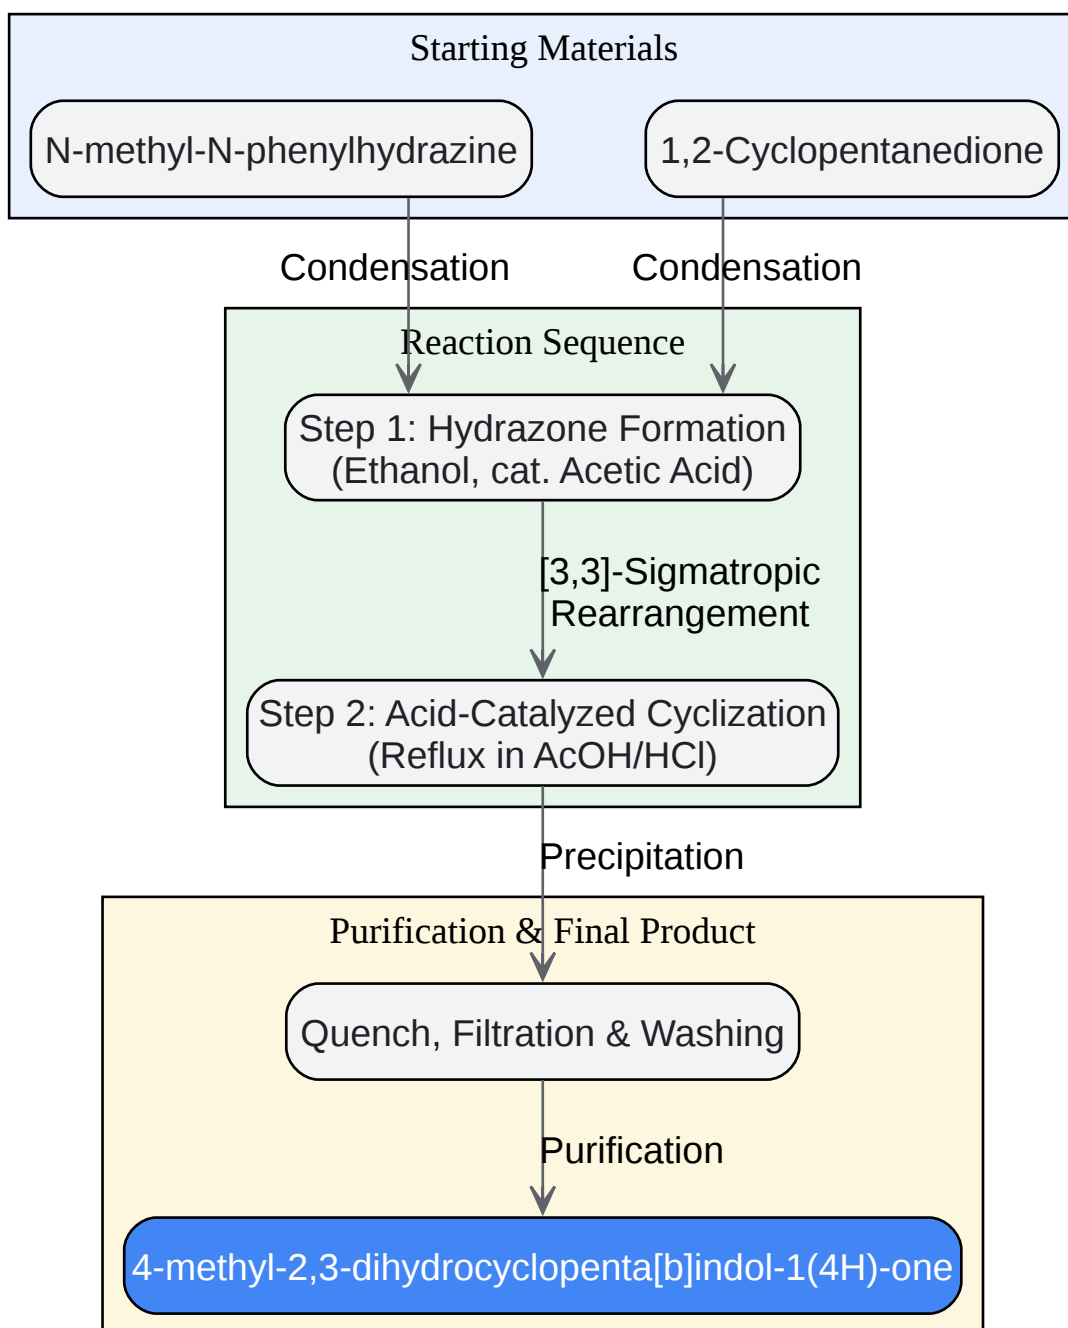 Starting Materials
N-methyl-N-phenylhydrazine
1,2-Cyclopentanedione
Condensation
Condensation
Reaction Sequence
Step 1: Hydrazone Formation
(Ethanol, cat. Acetic Acid)
[3,3]-Sigmatropic
Rearrangement
Step 2: Acid-Catalyzed Cyclization
(Reflux in AcOH/HCl)
Precipitation
Purification & Final Product
Quench, Filtration & Washing
Purification
4-methyl-2,3-dihydrocyclopenta[b]indol-1(4H)-one